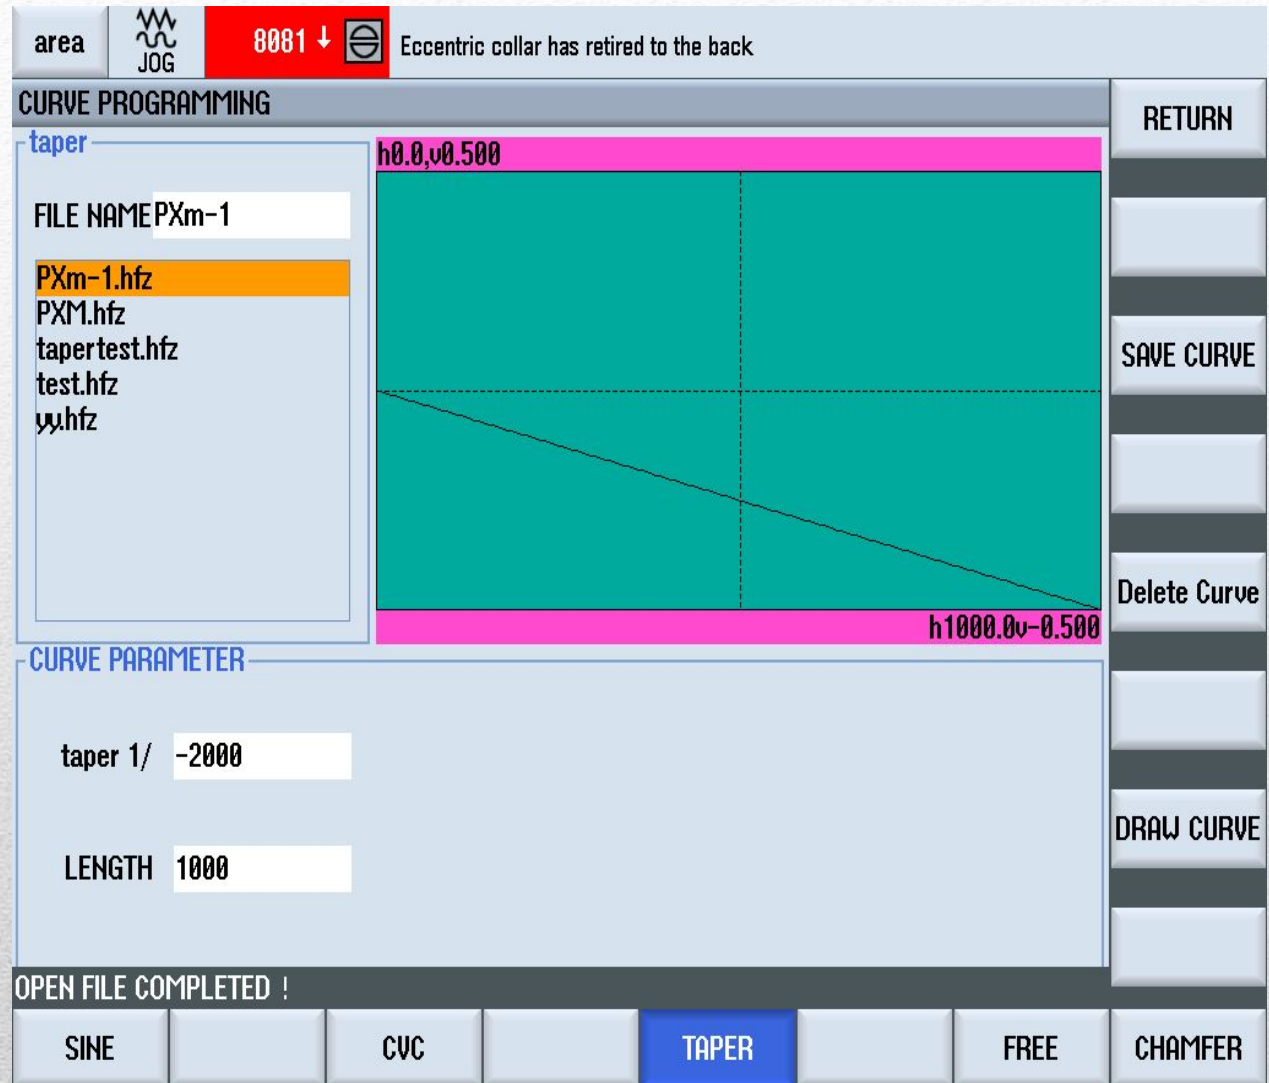 area
JOG
8081 ↓
Eccentric collar has retired to the back
CURVE PROGRAMMING
RETURN
taper
h0.0,v0.500
FILE NAME PXm-1
PXm-1.hfz
PXM.hfz
tapertest.hfz
test.hfz
yy.hfz
SAVE CURVE
Delete Curve
h1000.0v-0.500
CURVE PARAMETER
taper 1/ -2000
DRAW CURVE
LENGTH 1000
OPEN FILE COMPLETED !
SINE
CVC
TAPER
FREE
CHAMFER